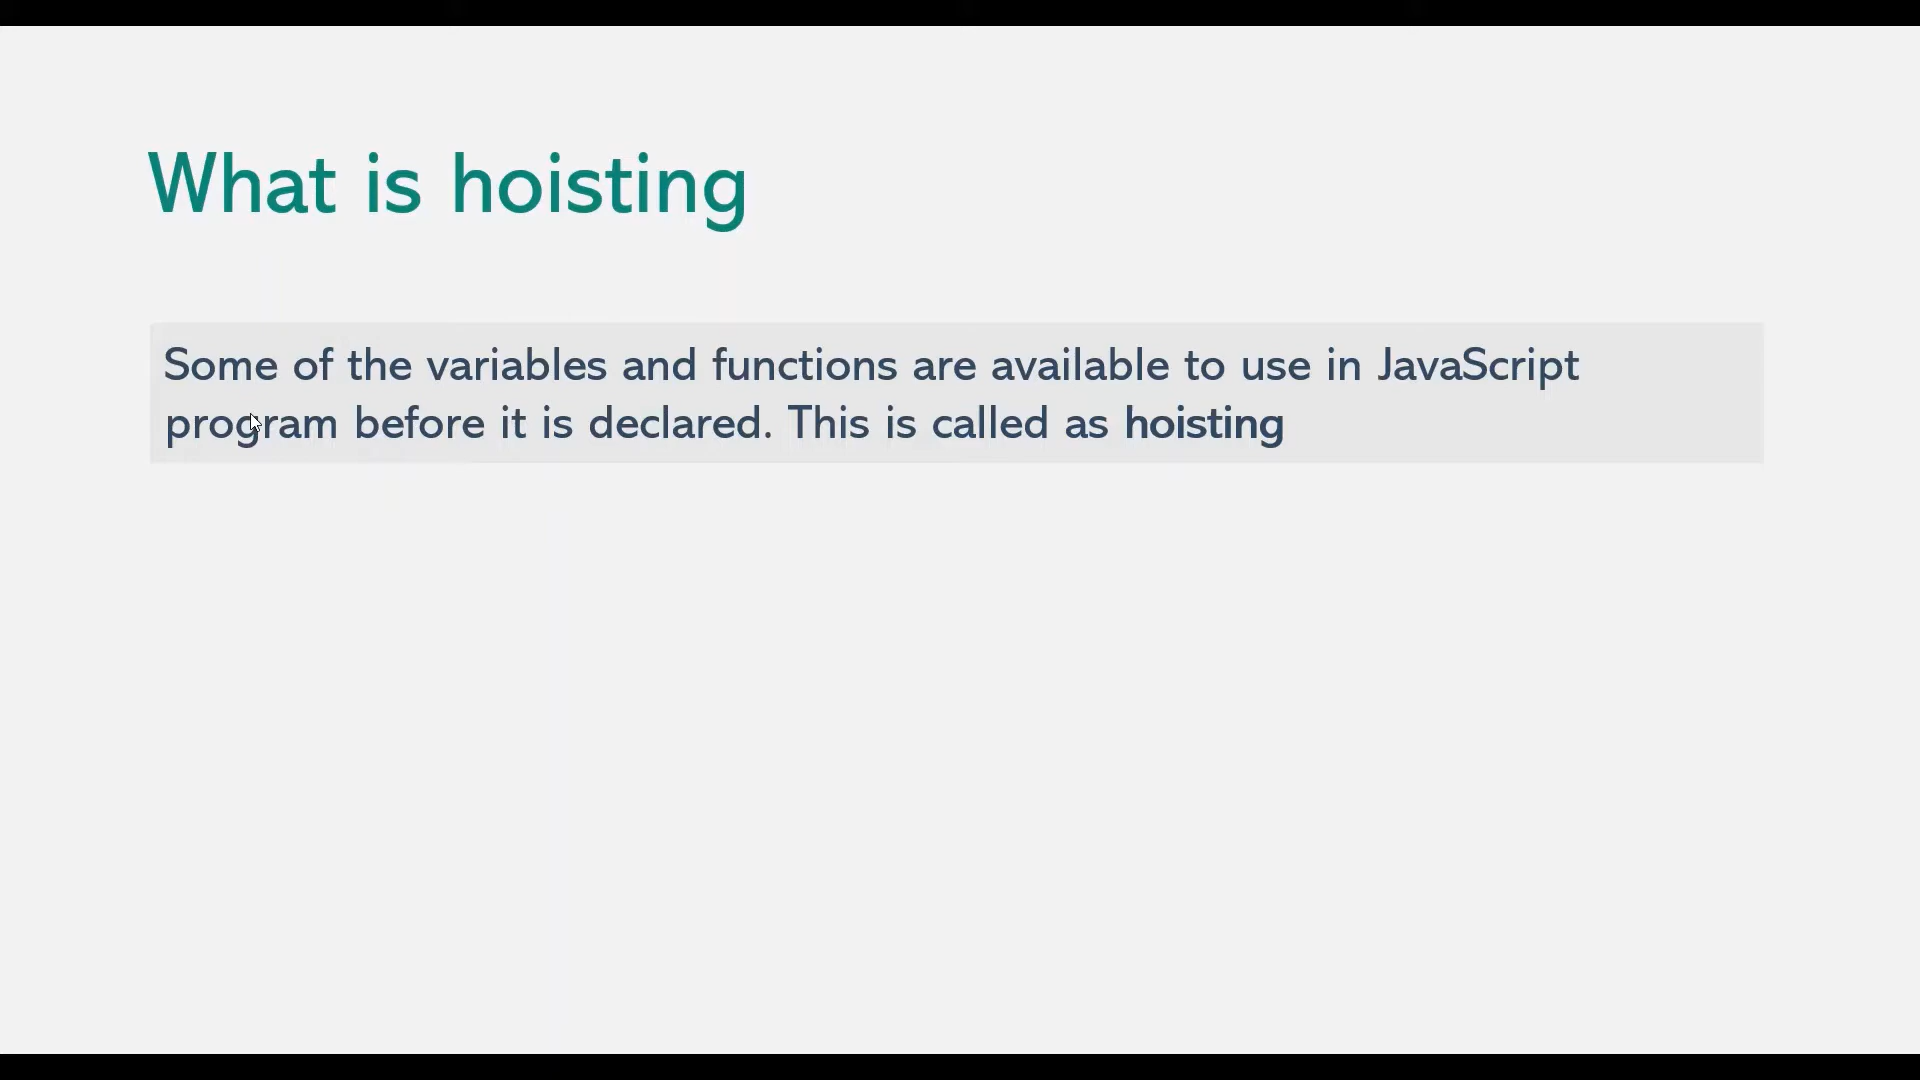 What is hoisting
Some of the variables and functions are available to use in JavaScript
program before it is declared. This is called as hoisting